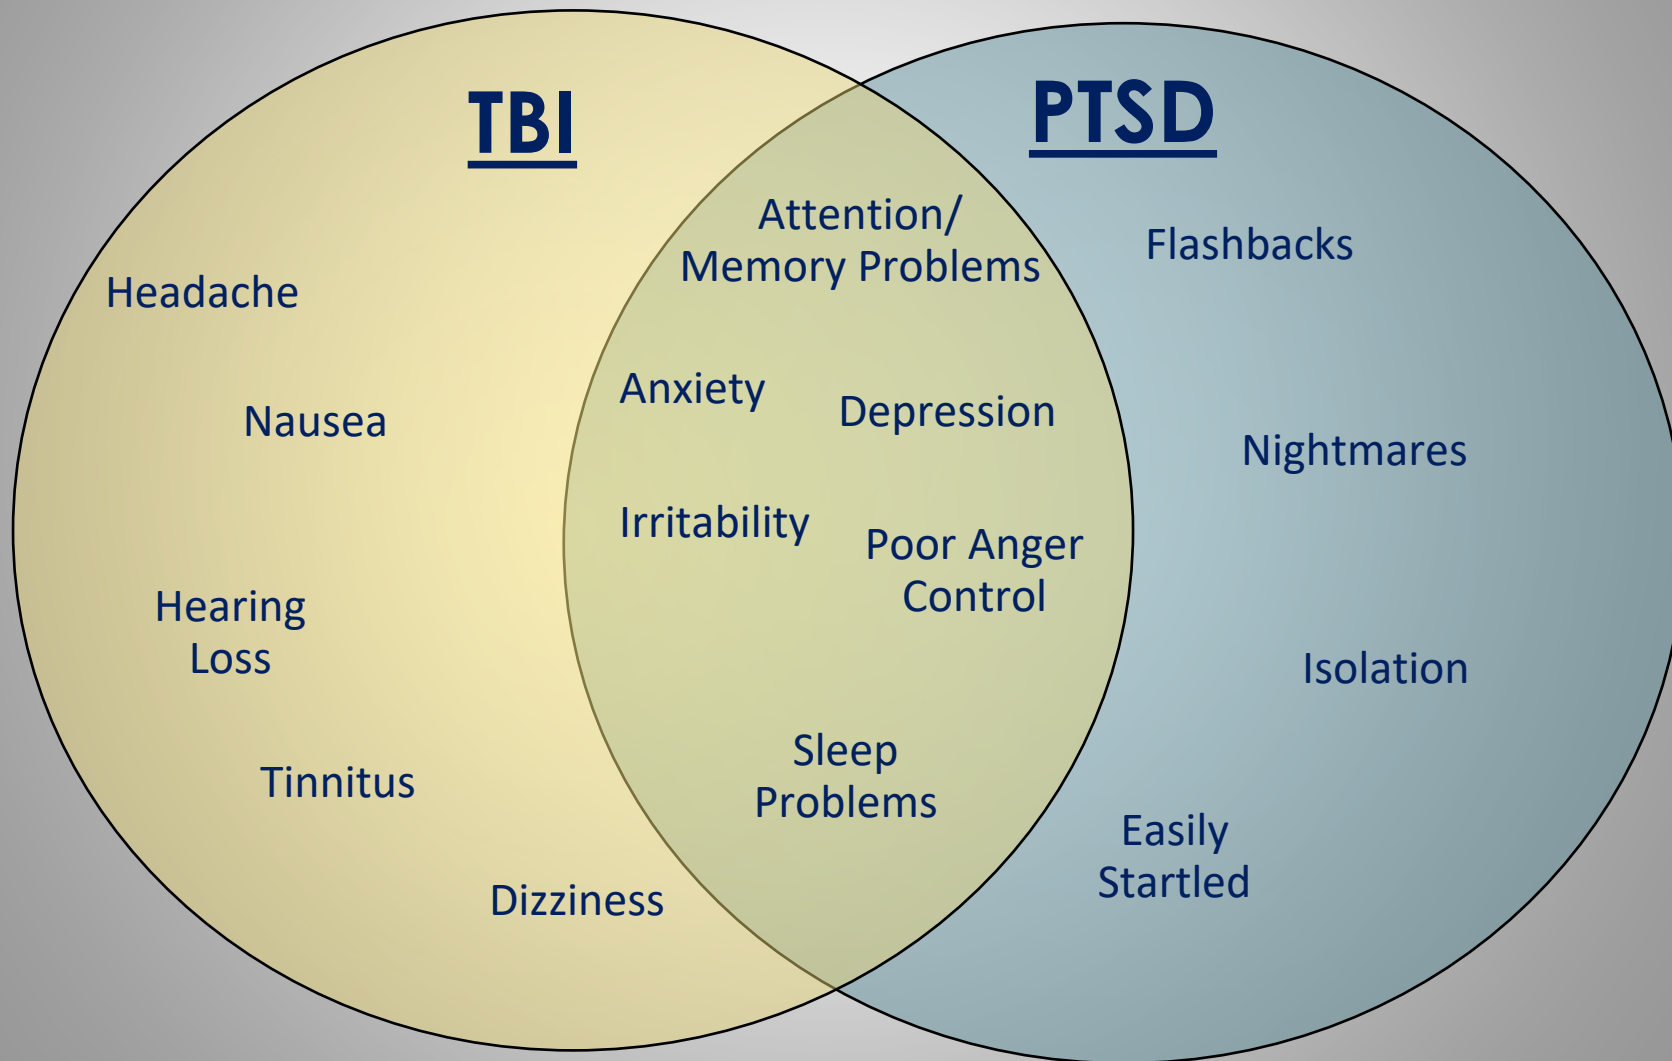 TBI
Headache
Nausea
Hearing
Loss
Tinnitus
Dizziness
Attention/
Memory Problems
Anxiety
Depression
Irritability
Poor Anger
Control
Sleep
Problems
PTSD
Flashbacks
Nightmares
Isolation
Easily
Startled